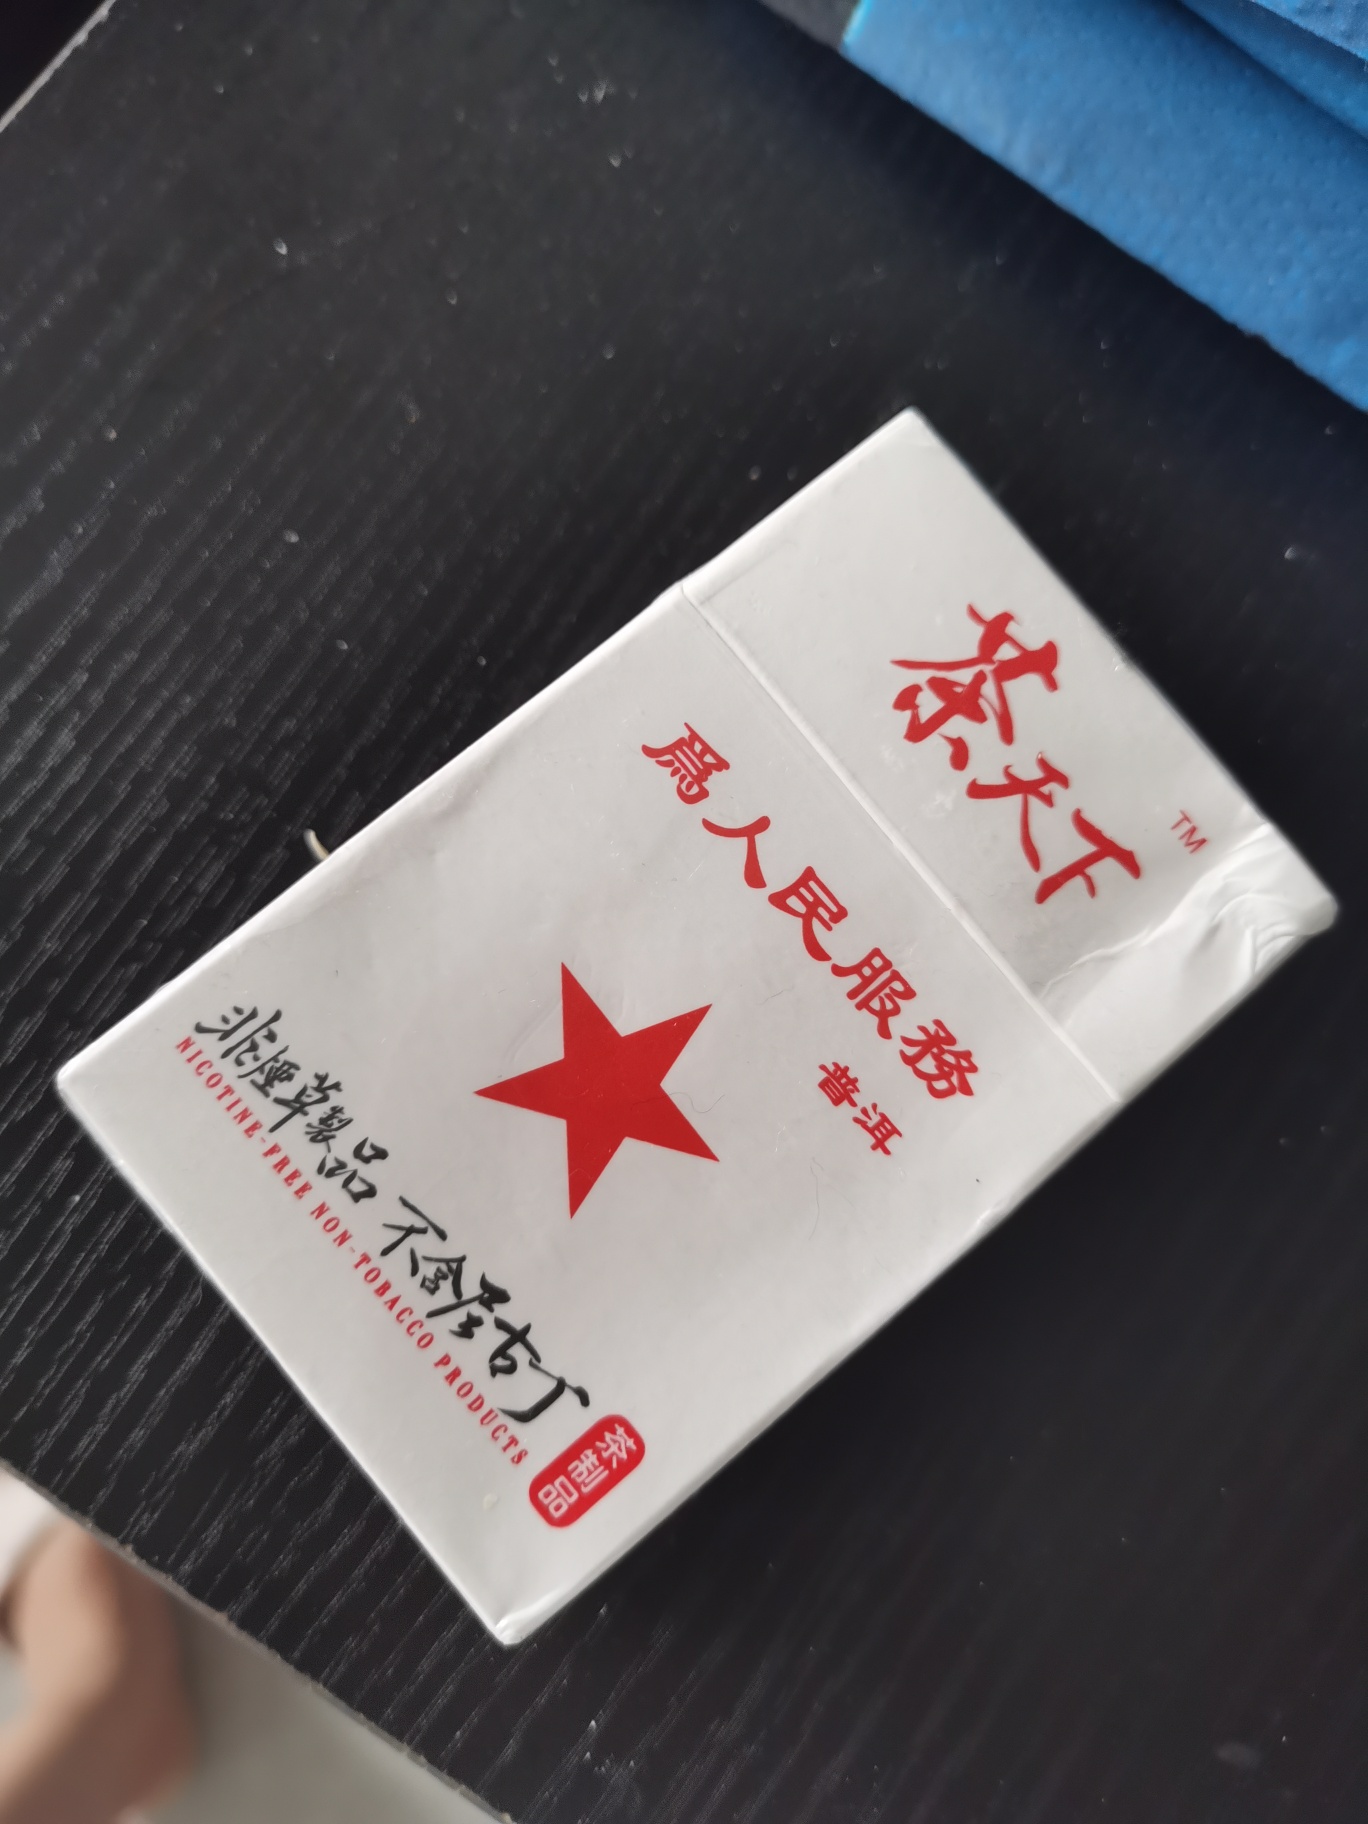 茶天下 TM
爲人民服務
普洱
非煙草製品 不含尼古丁
NICOTINE-FREE NON-TOBACCO PRODUCTS
茶制品